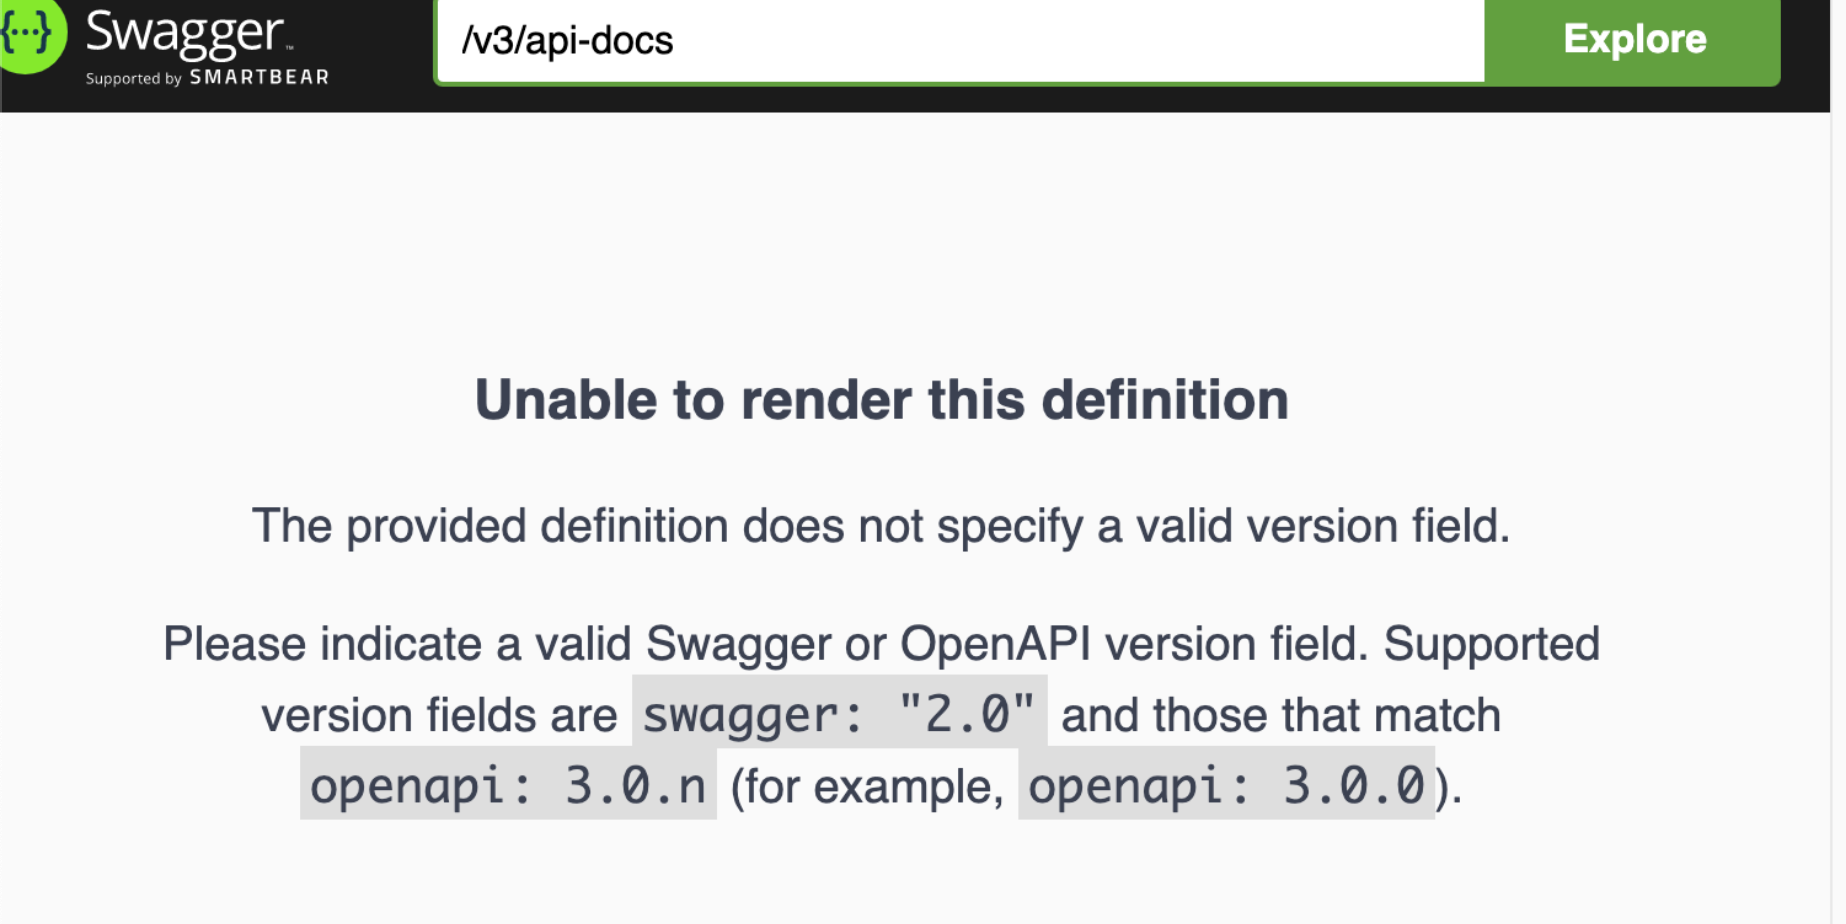 {···} Swagger™
Supported by SMARTBEAR
/v3/api-docs
Explore
Unable to render this definition
The provided definition does not specify a valid version field.
Please indicate a valid Swagger or OpenAPI version field. Supported
version fields are swagger: "2.0" and those that match
openapi: 3.0.n (for example, openapi: 3.0.0).